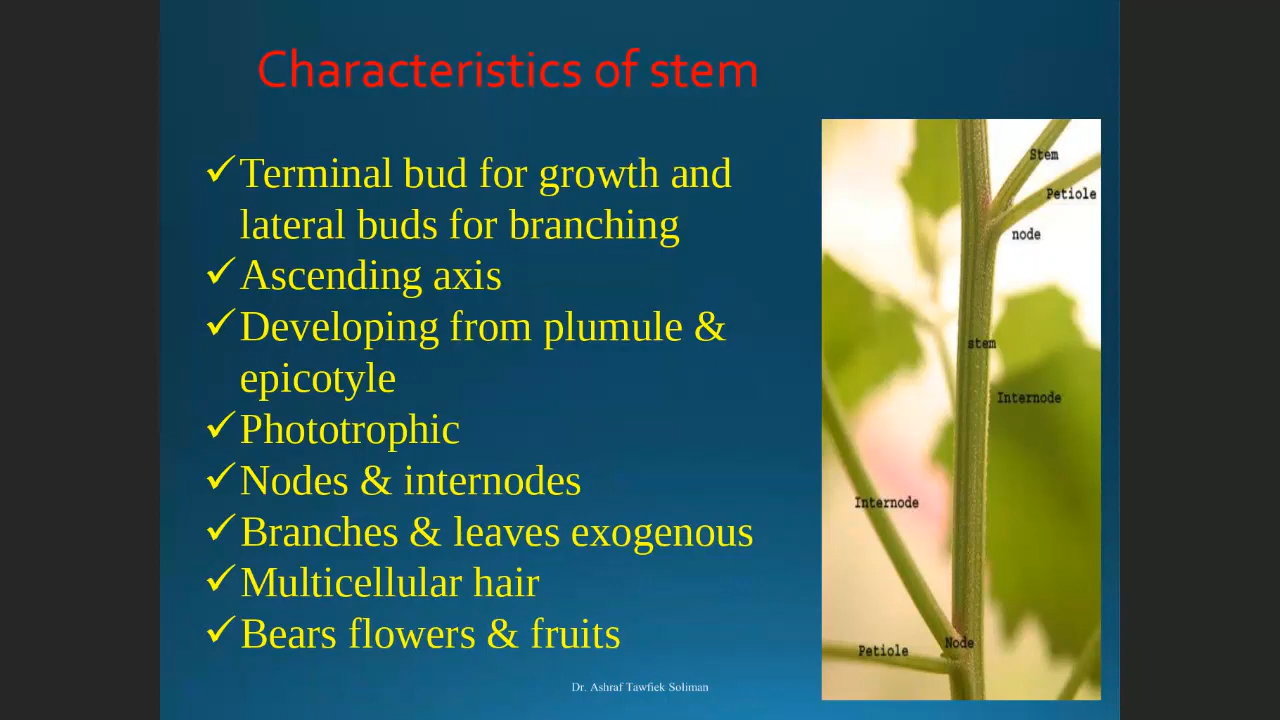 Characteristics of stem
✓Terminal bud for growth and
lateral buds for branching
✓Ascending axis
✓Developing from plumule &
epicotyle
✓Phototrophic
✓Nodes & internodes
✓Branches & leaves exogenous
✓Multicellular hair
✓Bears flowers & fruits
Stem
Petiole
node
stem
Internode
Internode
Node
Petiole
Dr. Ashraf Tawfiek Soliman